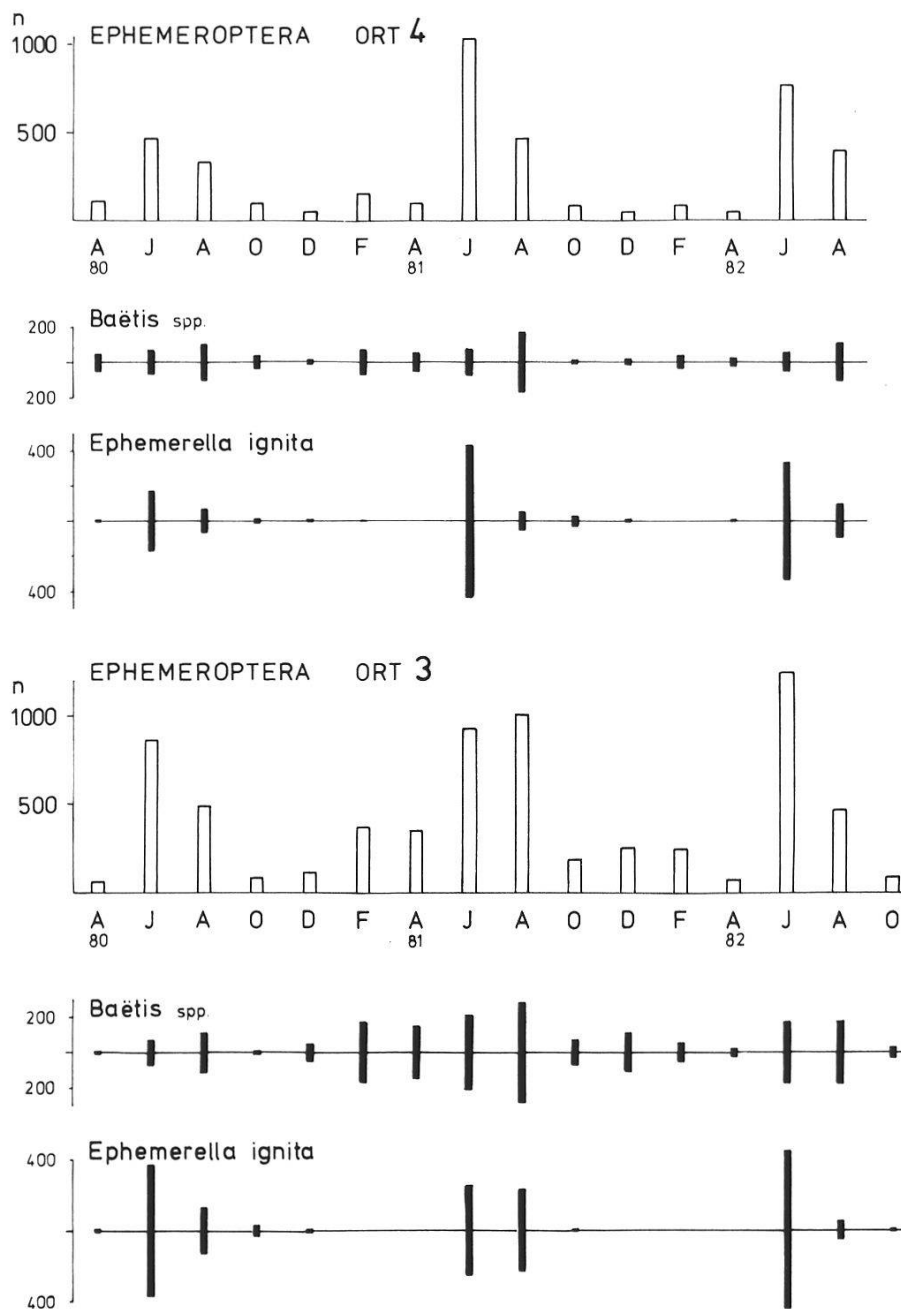 n
EPHEMEROPTERA ORT 4
1000
500
A J A O D F A J A O D F A J A
80 81 82
Baëtis spp.
200
200
Ephemerella ignita
400
400
EPHEMEROPTERA ORT 3
n
1000
500
A J A O D F A J A O D F A J A O
80 81 82
Baëtis spp.
200
200
Ephemerella ignita
400
400